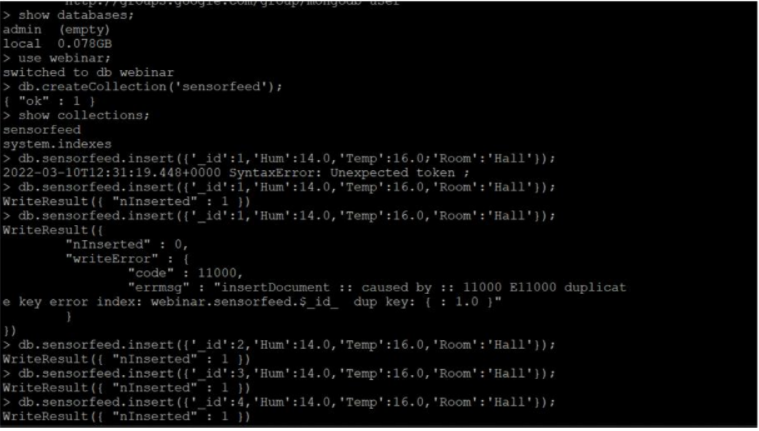 http://groups.google.com/group/mongodb-user
> show databases;
admin (empty)
local 0.078GB
> use webinar;
switched to db webinar
> db.createCollection('sensorfeed');
{ "ok" : 1 }
> show collections;
sensorfeed
system.indexes
> db.sensorfeed.insert({'_id':1,'Hum':14.0,'Temp':16.0;'Room':'Hall'});
2022-03-10T12:31:19.448+0000 SyntaxError: Unexpected token ;
> db.sensorfeed.insert({'_id':1,'Hum':14.0,'Temp':16.0,'Room':'Hall'});
WriteResult({ "nInserted" : 1 })
> db.sensorfeed.insert({'_id':1,'Hum':14.0,'Temp':16.0,'Room':'Hall'});
WriteResult({
"nInserted" : 0,
"writeError" : {
"code" : 11000,
"errmsg" : "insertDocument :: caused by :: 11000 E11000 duplicat
e key error index: webinar.sensorfeed.$_id_ dup key: { : 1.0 }"
}
})
> db.sensorfeed.insert({'_id':2,'Hum':14.0,'Temp':16.0,'Room':'Hall'});
WriteResult({ "nInserted" : 1 })
> db.sensorfeed.insert({'_id':3,'Hum':14.0,'Temp':16.0,'Room':'Hall'});
WriteResult({ "nInserted" : 1 })
> db.sensorfeed.insert({'_id':4,'Hum':14.0,'Temp':16.0,'Room':'Hall'});
WriteResult({ "nInserted" : 1 })